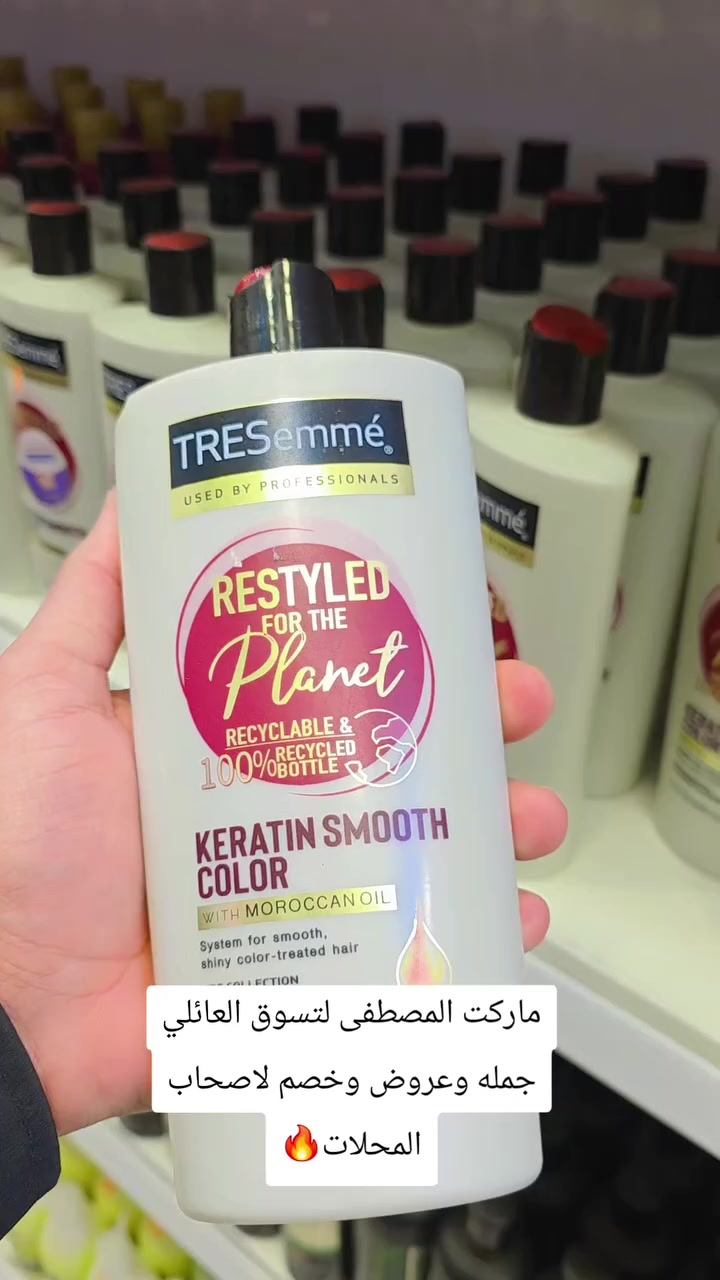 TRESemmé®
USED BY PROFESSIONALS
RESTYLED
FOR THE
Planet
RECYCLABLE &
100% RECYCLED
BOTTLE
KERATIN SMOOTH
COLOR
WITH MOROCCAN OIL
System for smooth,
shiny color-treated hair
COLLECTION
ماركت المصطفى لتسوق العائلي
جمله وعروض وخصم لاصحاب
المحلات🔥